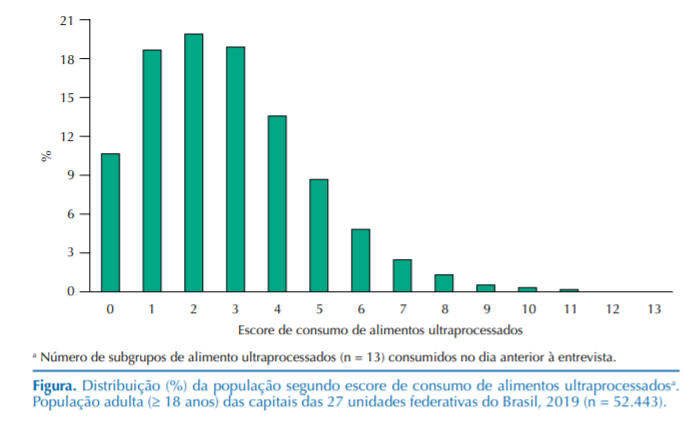 21
18
15
12
9
6
3
0
%
0 1 2 3 4 5 6 7 8 9 10 11 12 13
Escore de consumo de alimentos ultraprocessados
ᵃ Número de subgrupos de alimento ultraprocessados (n = 13) consumidos no dia anterior à entrevista.
Figura. Distribuição (%) da população segundo escore de consumo de alimentos ultraprocessadosᵃ.
População adulta (≥ 18 anos) das capitais das 27 unidades federativas do Brasil, 2019 (n = 52.443).